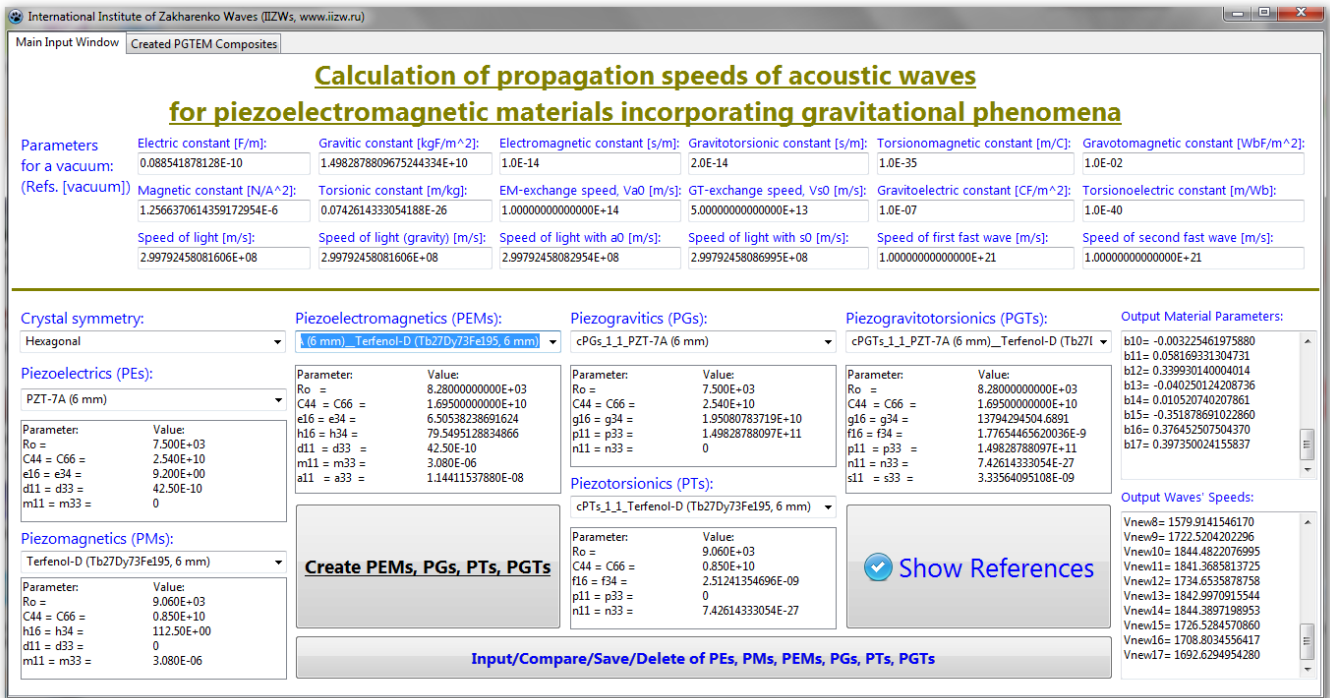 International Institute of Zakharenko Waves (IIZWs, www.iizw.ru)
Main Input Window
Created PGTEM Composites
Calculation of propagation speeds of acoustic waves
for piezoelectromagnetic materials incorporating gravitational phenomena
Parameters
for a vacuum:
(Refs. [vacuum])
Electric constant [F/m]:
0.088541878128E-10
Gravitic constant [kgF/m^2]:
1.4982878809675244334E+10
Electromagnetic constant [s/m]:
1.0E-14
Gravitotorsionic constant [s/m]:
2.0E-14
Torsionomagnetic constant [m/C]:
1.0E-35
Gravotomagnetic constant [WbF/m^2]:
1.0E-02
Magnetic constant [N/A^2]:
1.2566370614359172954E-6
Torsionic constant [m/kg]:
0.0742614333054188E-26
EM-exchange speed, Va0 [m/s]:
1.00000000000000E+14
GT-exchange speed, Vs0 [m/s]:
5.00000000000000E+13
Gravitoelectric constant [CF/m^2]:
1.0E-07
Torsionoelectric constant [m/Wb]:
1.0E-40
Speed of light [m/s]:
2.99792458081606E+08
Speed of light (gravity) [m/s]:
2.99792458081606E+08
Speed of light with a0 [m/s]:
2.99792458082954E+08
Speed of light with s0 [m/s]:
2.99792458086995E+08
Speed of first fast wave [m/s]:
1.00000000000000E+21
Speed of second fast wave [m/s]:
1.00000000000000E+21
Crystal symmetry:
Hexagonal
Piezoelectrics (PEs):
PZT-7A (6 mm)
Parameter: Value:
Ro = 7.500E+03
C44 = C66 = 2.540E+10
e16 = e34 = 9.200E+00
d11 = d33 = 42.50E-10
m11 = m33 = 0
Piezomagnetics (PMs):
Terfenol-D (Tb27Dy73Fe195, 6 mm)
Parameter: Value:
Ro = 9.060E+03
C44 = C66 = 0.850E+10
h16 = h34 = 112.50E+00
d11 = d33 = 0
m11 = m33 = 3.080E-06
Piezoelectromagnetics (PEMs):
(6 mm)__Terfenol-D (Tb27Dy73Fe195, 6 mm)
Parameter: Value:
Ro = 8.28000000000E+03
C44 = C66 = 1.69500000000E+10
e16 = e34 = 6.50538238691624
h16 = h34 = 79.5495128834866
d11 = d33 = 42.50E-10
m11 = m33 = 3.080E-06
a11 = a33 = 1.14411537880E-08
Create PEMs, PGs, PTs, PGTs
Piezogravitics (PGs):
cPGs_1_1_PZT-7A (6 mm)
Parameter: Value:
Ro = 7.500E+03
C44 = C66 = 2.540E+10
g16 = g34 = 1.95080783719E+10
p11 = p33 = 1.49828788097E+11
n11 = n33 = 0
Piezotorsionics (PTs):
cPTs_1_1_Terfenol-D (Tb27Dy73Fe195, 6 mm)
Parameter: Value:
Ro = 9.060E+03
C44 = C66 = 0.850E+10
f16 = f34 = 2.51241354696E-09
p11 = p33 = 0
n11 = n33 = 7.42614333054E-27
Piezogravitotorsionics (PGTs):
cPGTs_1_1_PZT-7A (6 mm)__Terfenol-D (Tb27
Parameter: Value:
Ro = 8.28000000000E+03
C44 = C66 = 1.69500000000E+10
g16 = g34 = 13794294504.6891
f16 = f34 = 1.77654465620036E-9
p11 = p33 = 1.49828788097E+11
n11 = n33 = 7.42614333054E-27
s11 = s33 = 3.33564095108E-09
Show References
Input/Compare/Save/Delete of PEs, PMs, PEMs, PGs, PTs, PGTs
Output Material Parameters:
b10= -0.003225461975880
b11= 0.058169331304731
b12= 0.339930140004014
b13= -0.040250124208736
b14= 0.010520740207861
b15= -0.351878691022860
b16= 0.376452507504370
b17= 0.397350024155837
Output Waves' Speeds:
Vnew8= 1579.9141546170
Vnew9= 1722.5204202296
Vnew10= 1844.4822076995
Vnew11= 1841.3685813725
Vnew12= 1734.6535878758
Vnew13= 1842.9970915544
Vnew14= 1844.3897198953
Vnew15= 1726.5284570860
Vnew16= 1708.8034556417
Vnew17= 1692.6294954280